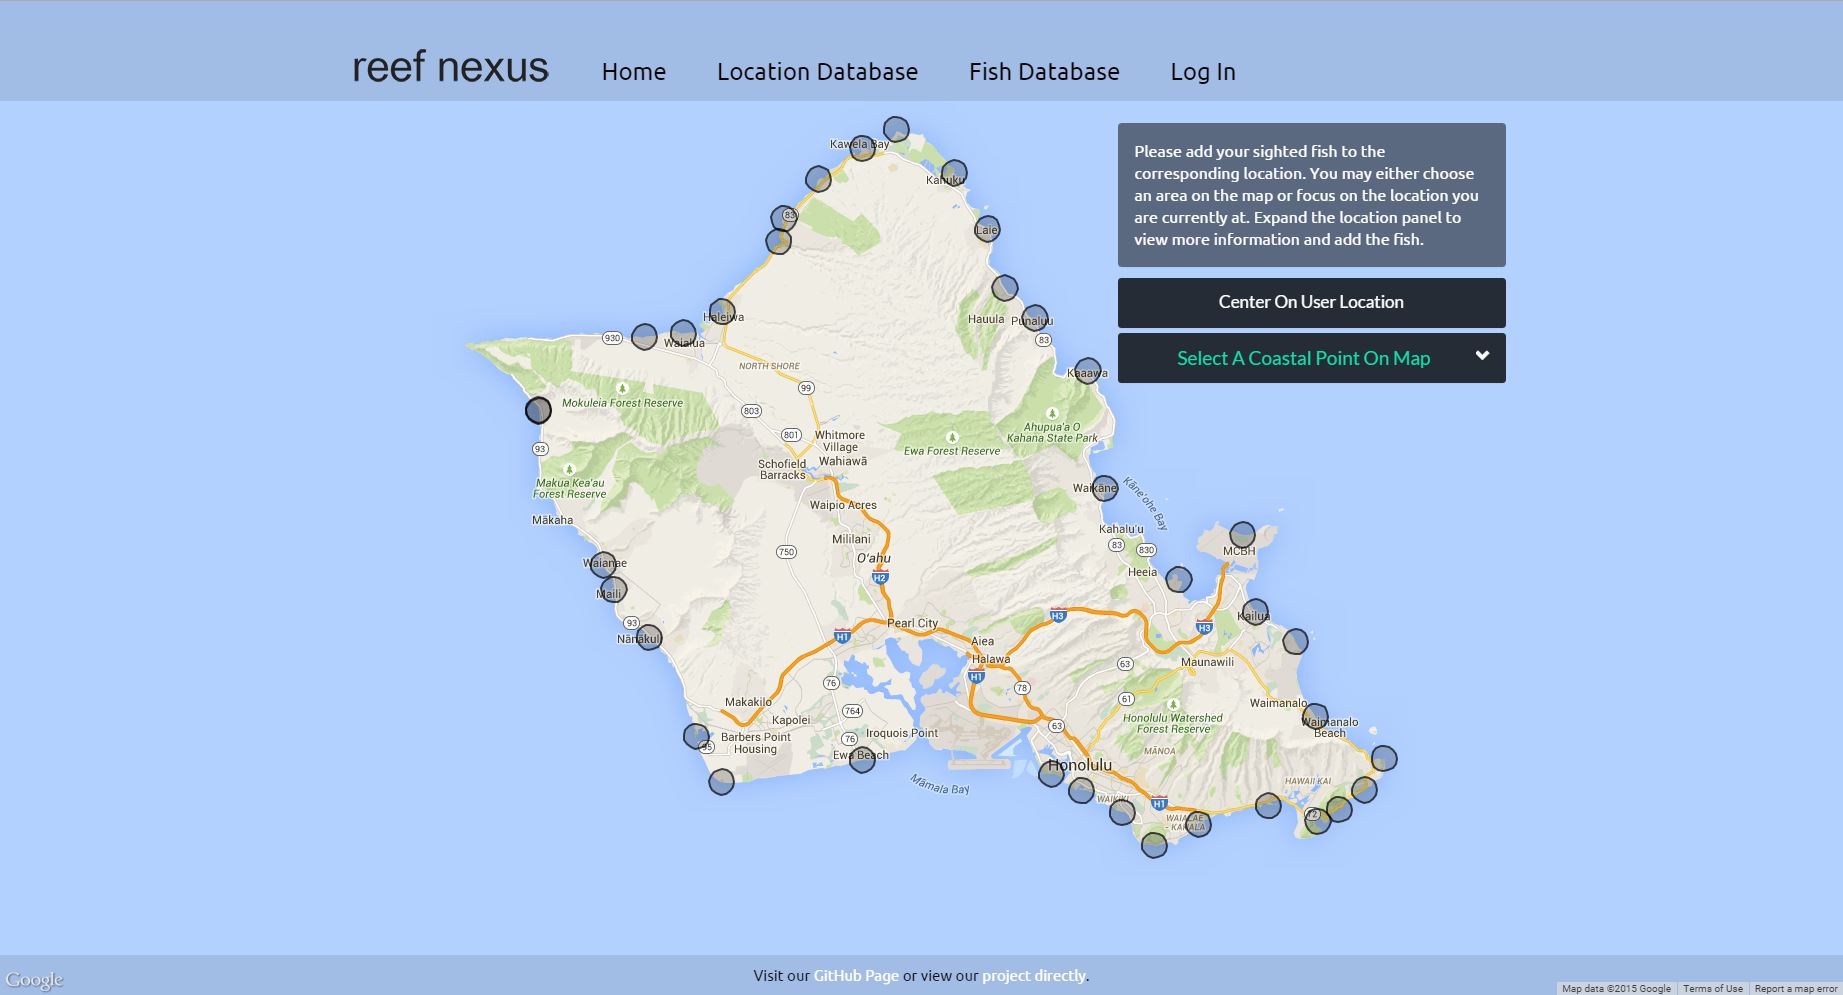 reef nexus
Home
Location Database
Fish Database
Log In
Please add your sighted fish to the
corresponding location. You may either choose
an area on the map or focus on the location you
are currently at. Expand the location panel to
view more information and add the fish.
Center On User Location
Select A Coastal Point On Map
Kawela Bay
Kahuku
83
Laie
Haleiwa
Hauula
Punaluu
930
Waialua
83
NORTH SHORE
Kaaawa
99
Mokuleia Forest Reserve
803
Ahupua'a O
Kahana State Park
801
Whitmore
Village
Ewa Forest Reserve
93
Wahiawā
Schofield
Barracks
Makua Kea'au
Forest Reserve
Waikāne
Kāne'ohe Bay
Waipio Acres
Mākaha
Kahalu'u
Mililani
83
830
750
O'ahu
MCBH
Waianae
Heeia
H2
Maili
H3
Kailua
93
Pearl City
H3
Nānākuli
H1
Aiea
Halawa
63
Maunawili
H1
76
78
Makakilo
61
Waimanalo
764
Kapolei
Honolulu Watershed
Forest Reserve
Waimanalo
Beach
63
Barbers Point
Housing
95
76
Iroquois Point
Ewa Beach
MĀNOA
Honolulu
HAWAII KAI
Māmala Bay
WAIKIKI
H1
72
WAIALAE
- KAHALA
Visit our GitHub Page or view our project directly.
Google
Map data ©2015 Google
Terms of Use
Report a map error